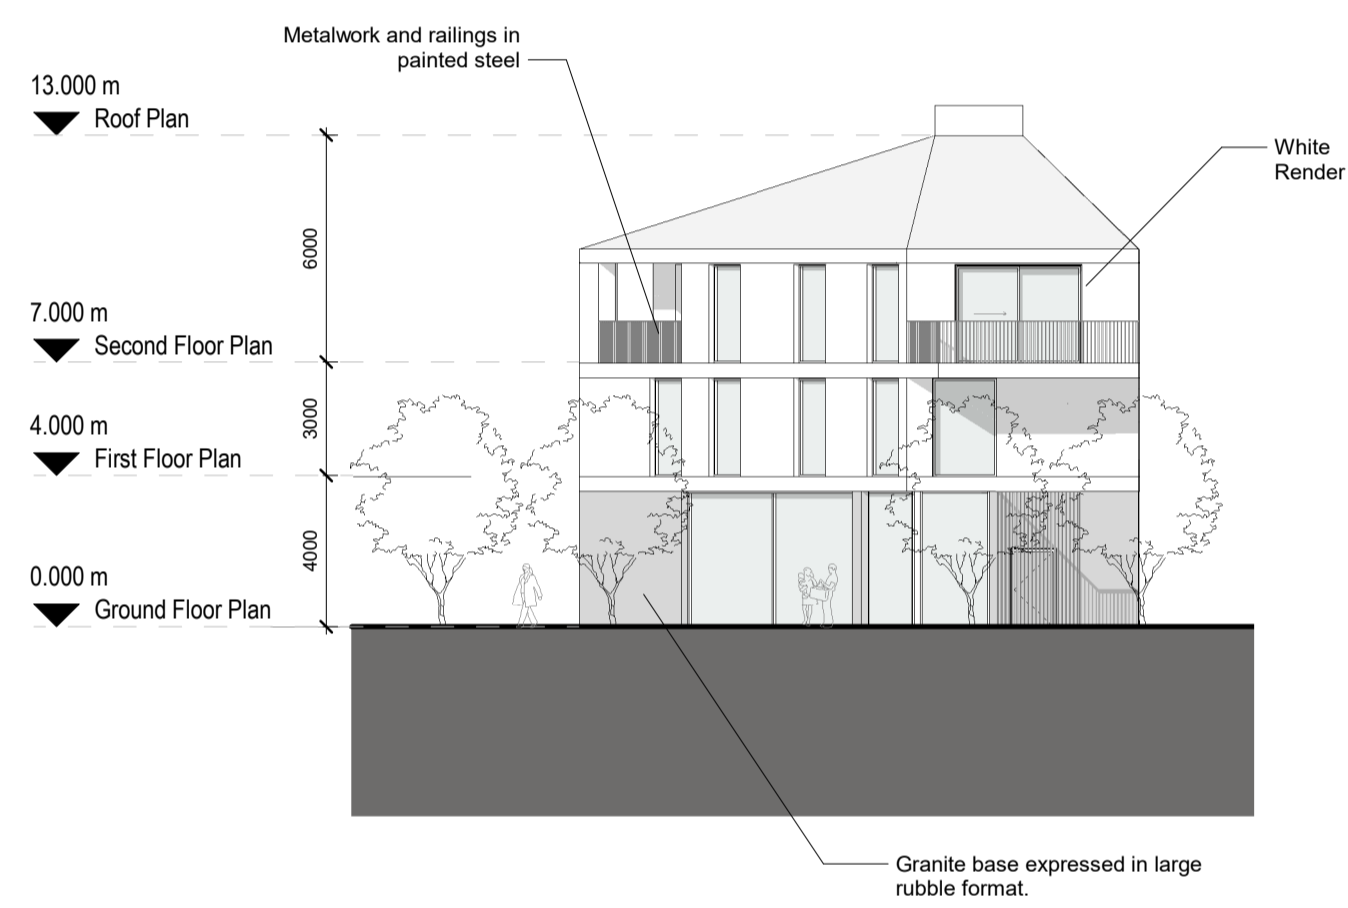 Metalwork and railings in
painted steel
13.000 m
Roof Plan
White
Render
6000
7.000 m
Second Floor Plan
3000
4.000 m
First Floor Plan
4000
0.000 m
Ground Floor Plan
Granite base expressed in large
rubble format.